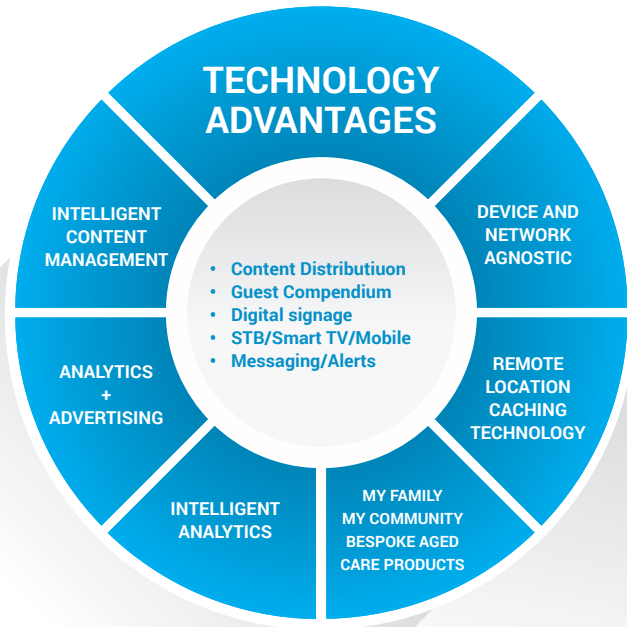 TECHNOLOGY
ADVANTAGES
DEVICE AND
NETWORK
AGNOSTIC
REMOTE
LOCATION
CACHING
TECHNOLOGY
MY FAMILY
MY COMMUNITY
BESPOKE AGED
CARE PRODUCTS
INTELLIGENT
ANALYTICS
ANALYTICS
+
ADVERTISING
INTELLIGENT
CONTENT
MANAGEMENT
• Content Distributiuon
• Guest Compendium
• Digital signage
• STB/Smart TV/Mobile
• Messaging/Alerts